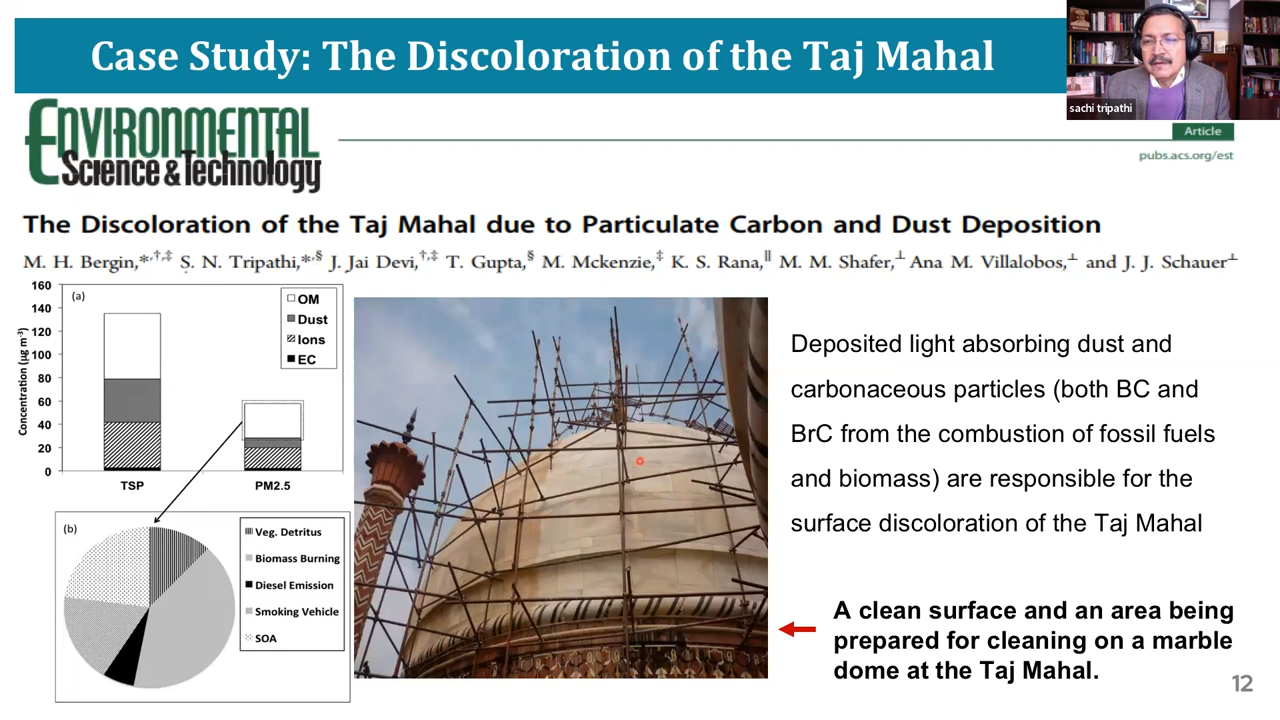 Case Study: The Discoloration of the Taj Mahal
sachi tripathi
ENVIRONMENTAL
Science & Technology
Article
pubs.acs.org/est
The Discoloration of the Taj Mahal due to Particulate Carbon and Dust Deposition
M. H. Bergin,*,†,‡ S. N. Tripathi,*,§ J. Jai Devi,†,‡ T. Gupta,§ M. Mckenzie,‡ K. S. Rana,∥ M. M. Shafer,⊥ Ana M. Villalobos,⊥ and J. J. Schauer⊥
(a)
Concentration (μg m-3)
160
140
120
100
80
60
40
20
0
TSP
PM2.5
OM
Dust
Ions
EC
(b)
Veg. Detritus
Biomass Burning
Diesel Emission
Smoking Vehicle
SOA
Deposited light absorbing dust and
carbonaceous particles (both BC and
BrC from the combustion of fossil fuels
and biomass) are responsible for the
surface discoloration of the Taj Mahal
A clean surface and an area being
prepared for cleaning on a marble
dome at the Taj Mahal.
12